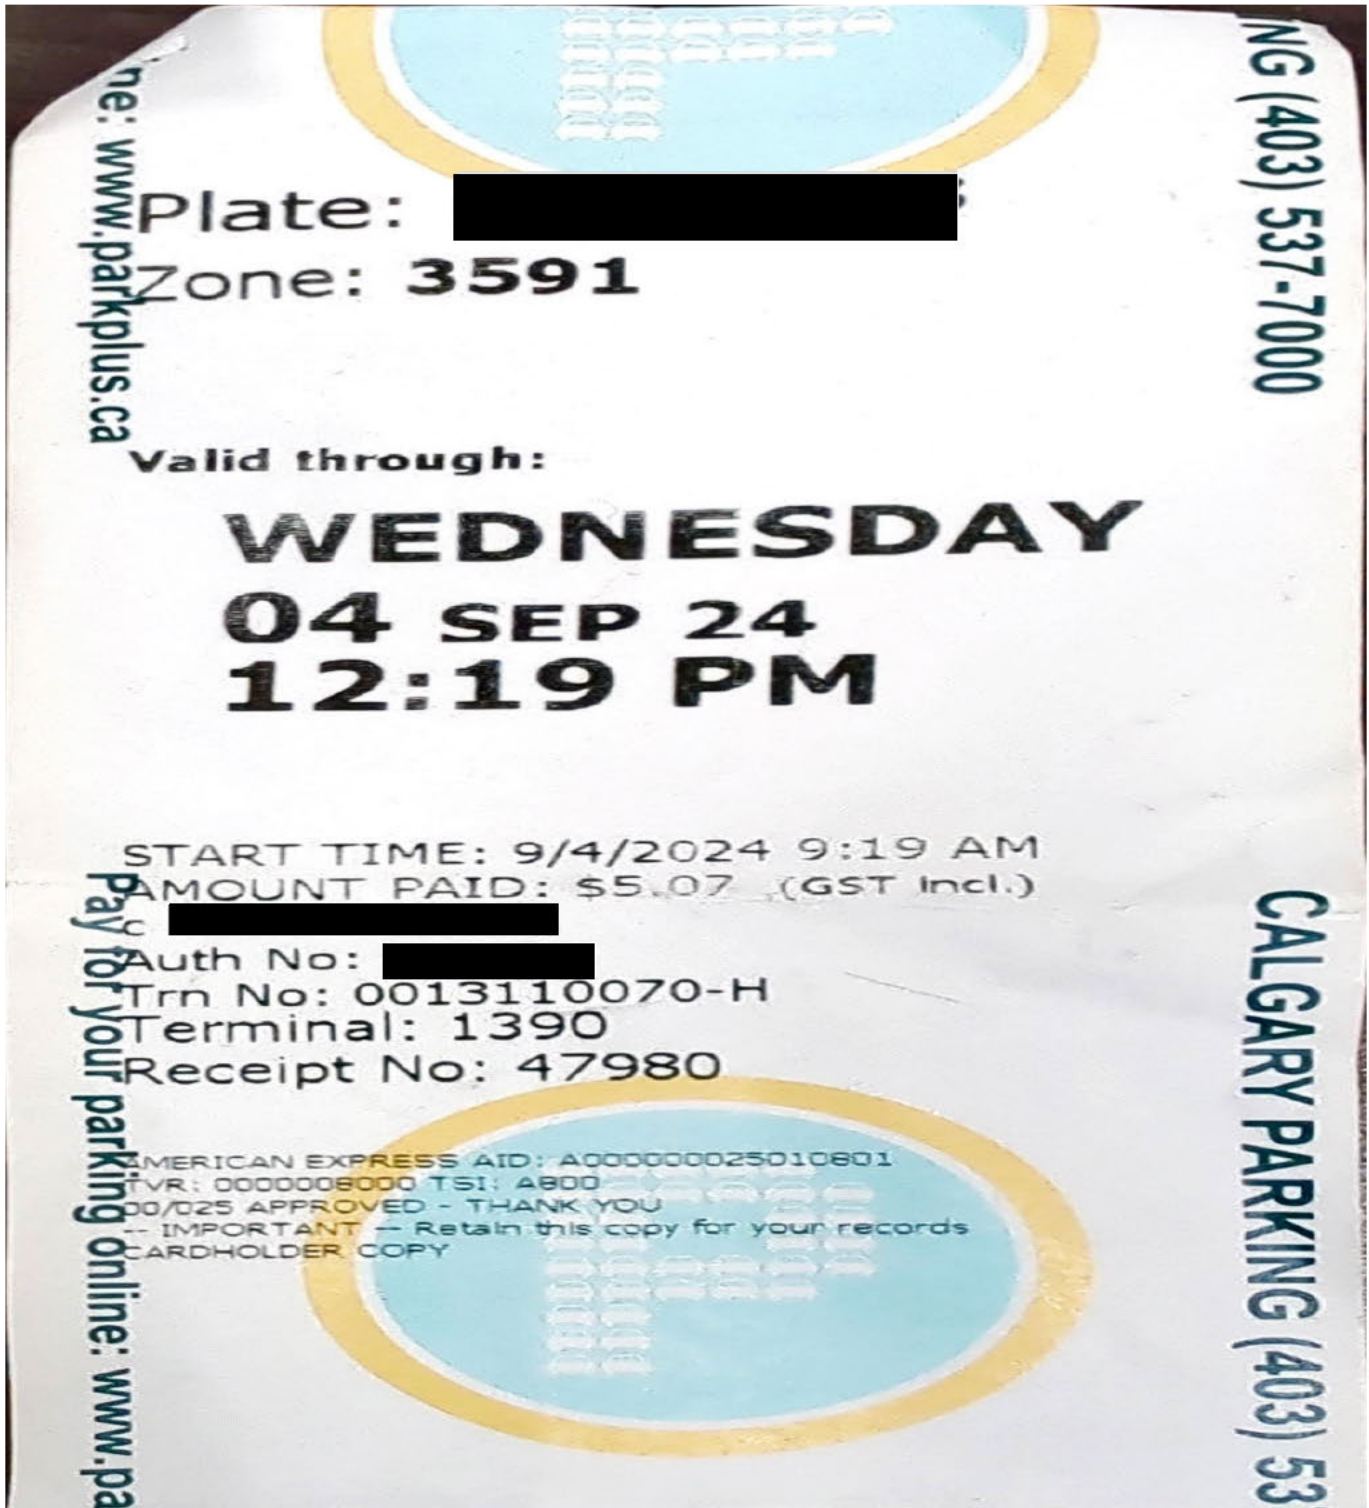 Plate:
Zone: 3591
Valid through:
WEDNESDAY
04 SEP 24
12:19 PM
START TIME: 9/4/2024 9:19 AM
AMOUNT PAID: $5.07 (GST Incl.)
C
Auth No:
Trn No: 0013110070-H
Terminal: 1390
Receipt No: 47980
AMERICAN EXPRESS AID: A000000025010801
TVR: 0000008000 TSI: A800
00/025 APPROVED - THANK YOU
-- IMPORTANT -- Retain this copy for your records
CARDHOLDER COPY
ne: www.parkplus.ca
Pay for your parking online: www.pa
NG (403) 537-7000
CALGARY PARKING (403) 53